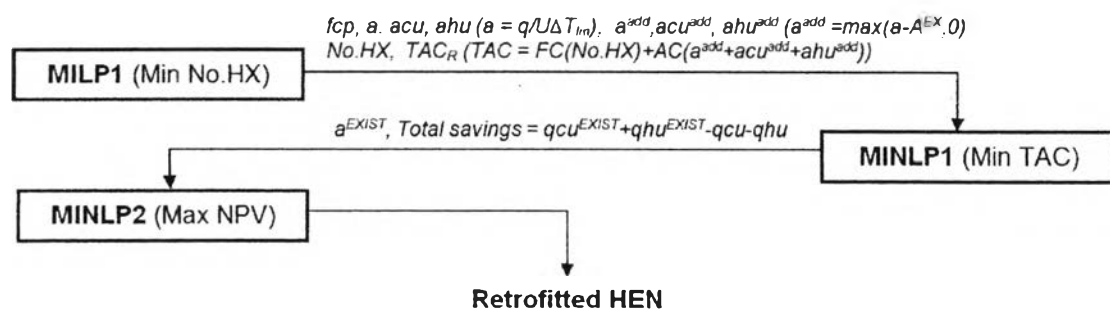 fcp, a. acu, ahu (a = q/UΔTlm), a^add,acu^add, ahu^add (a^add =max(a-A^EX,0)
MILP1 (Min No.HX)
No.HX, TAC_R (TAC = FC(No.HX)+AC(a^add+acu^add+ahu^add))
a^EXIST, Total savings = qcu^EXIST+qhu^EXIST-qcu-qhu
MINLP1 (Min TAC)
MINLP2 (Max NPV)
Retrofitted HEN